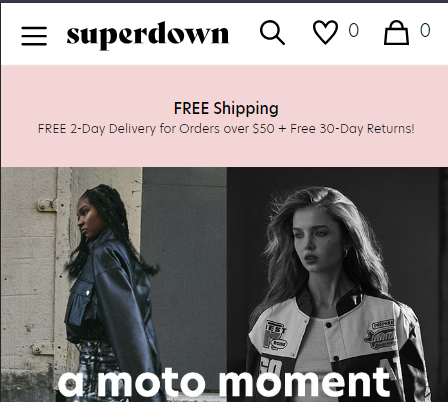 superdown
0
0
FREE Shipping
FREE 2-Day Delivery for Orders over $50 + Free 30-Day Returns!
a moto moment